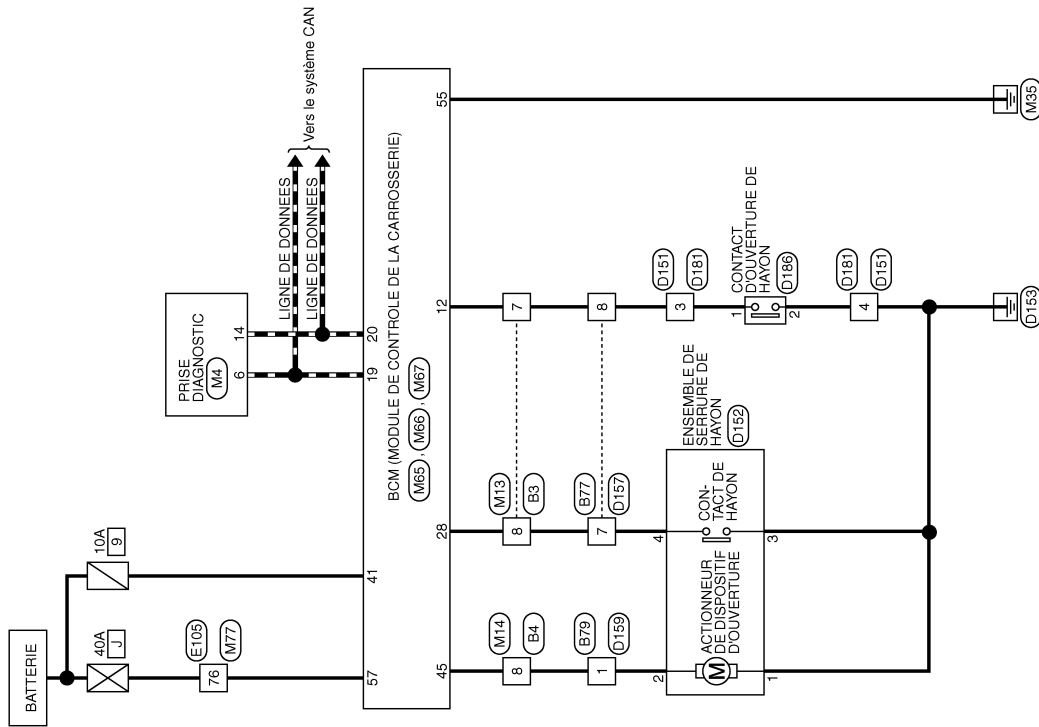 BATTERIE
40A
J
10A
9
76
E105
M77
57
41
PRISE
DIAGNOSTIC
M4
6
14
LIGNE DE DONNEES
LIGNE DE DONNEES
Vers le système CAN
19
20
BCM (MODULE DE CONTROLE DE LA CARROSSERIE)
M65 , M66 , M67
45
28
12
55
8
M14
B4
8
M13
B3
7
1
B79
D159
7
B77
D157
8
3
D151
D181
2
4
ENSEMBLE DE
SERRURE DE
HAYON
D152
M
ACTIONNEUR
DE DISPOSITIF
D'OUVERTURE
CON-
TACT DE
HAYON
1
3
1
2
CONTACT
D'OUVERTURE DE
HAYON
D186
4
D181
D151
D153
M35